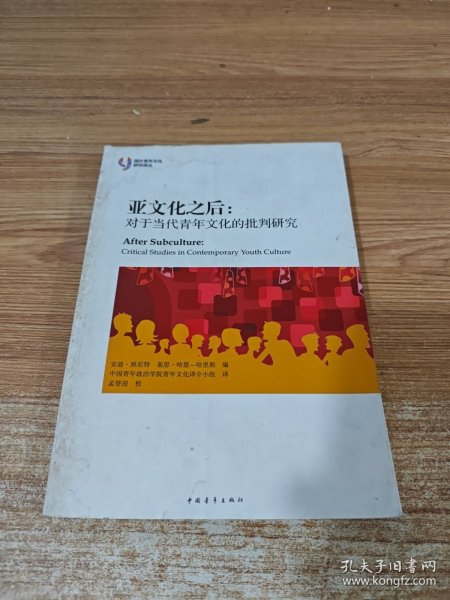 国外青年文化
研究译丛
亚文化之后：
对于当代青年文化的批判研究
After Subculture:
Critical Studies in Contemporary Youth Culture
安迪·班尼特　基思·哈恩-哈里斯　编
中国青年政治学院青年文化译介小组　译
孟登迎　校
中国青年出版社
孔夫子旧书网
www.kongfz.com